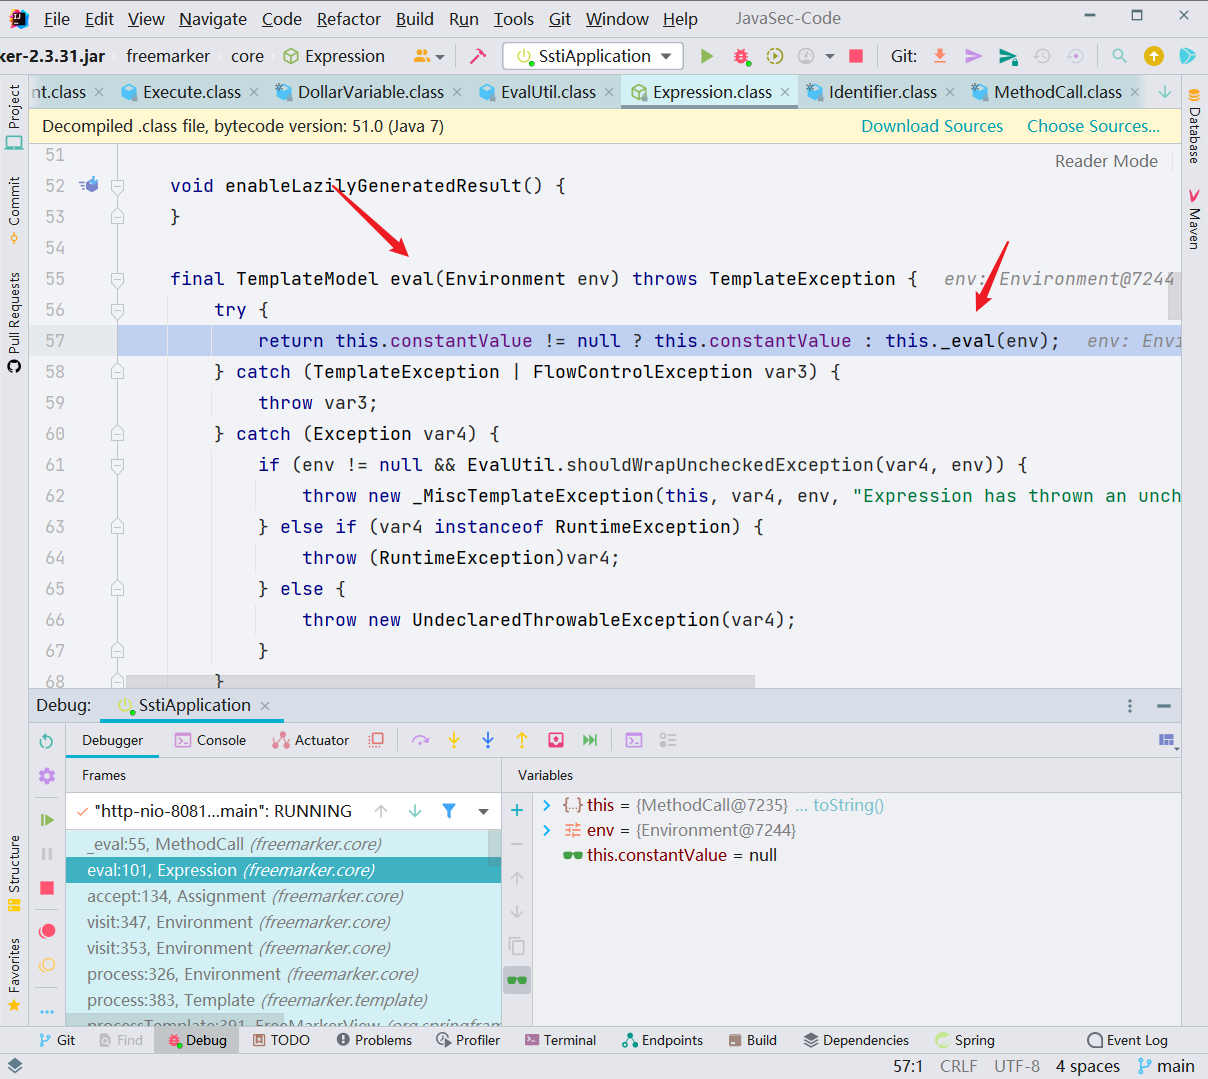 File Edit View Navigate Code Refactor Build Run Tools Git Window Help JavaSec-Code
ker-2.3.31.jar freemarker core Expression SstiApplication Git:
nt.class Execute.class DollarVariable.class EvalUtil.class Expression.class Identifier.class MethodCall.class
Decompiled .class file, bytecode version: 51.0 (Java 7) Download Sources Choose Sources...
Reader Mode
51
52 void enableLazilyGeneratedResult() {
53 }
54
55 final TemplateModel eval(Environment env) throws TemplateException { env: Environment@7244
56 try {
57 return this.constantValue != null ? this.constantValue : this._eval(env); env: Envi
58 } catch (TemplateException | FlowControlException var3) {
59 throw var3;
60 } catch (Exception var4) {
61 if (env != null && EvalUtil.shouldWrapUncheckedException(var4, env)) {
62 throw new _MiscTemplateException(this, var4, env, "Expression has thrown an unch
63 } else if (var4 instanceof RuntimeException) {
64 throw (RuntimeException)var4;
65 } else {
66 throw new UndeclaredThrowableException(var4);
67 }
68 }
Project
Commit
Pull Requests
Structure
Favorites
Database
Maven
Debug: SstiApplication
Debugger Console Actuator
Frames Variables
"http-nio-8081...main": RUNNING
_eval:55, MethodCall (freemarker.core)
eval:101, Expression (freemarker.core)
accept:134, Assignment (freemarker.core)
visit:347, Environment (freemarker.core)
visit:353, Environment (freemarker.core)
process:326, Environment (freemarker.core)
process:383, Template (freemarker.template)
processTemplate:391, FreeMarkerView (org.springfram
this = {MethodCall@7235} ... toString()
env = {Environment@7244}
this.constantValue = null
Git Find Debug TODO Problems Profiler Terminal Endpoints Build Dependencies Spring Event Log
57:1 CRLF UTF-8 4 spaces main